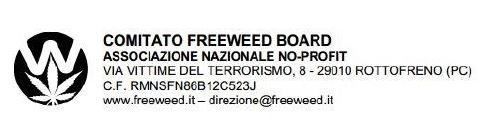 COMITATO FREEWEED BOARD
ASSOCIAZIONE NAZIONALE NO-PROFIT
VIA VITTIME DEL TERRORISMO, 8 - 29010 ROTTOFRENO (PC)
C.F. RMNSFN86B12C523J
www.freeweed.it – direzione@freeweed.it